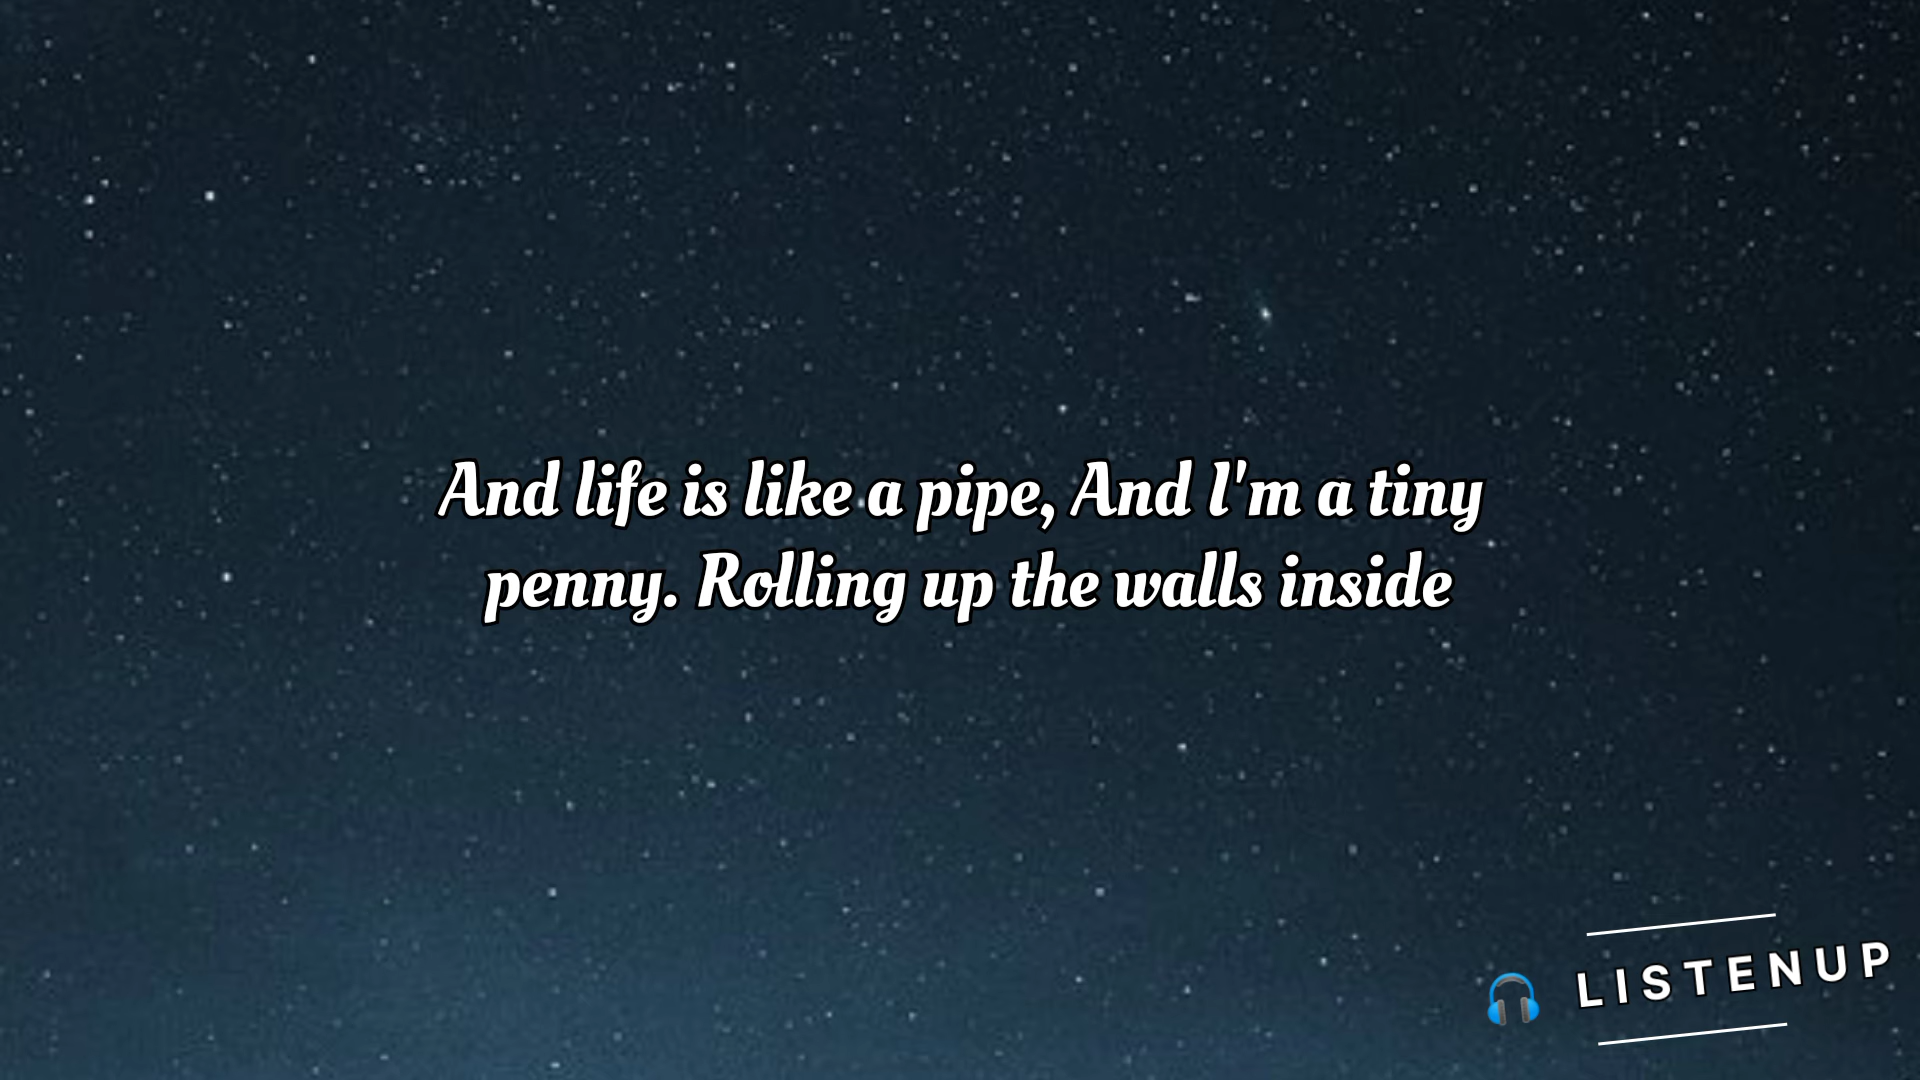 And life is like a pipe, And I'm a tiny
penny. Rolling up the walls inside
LISTENUP